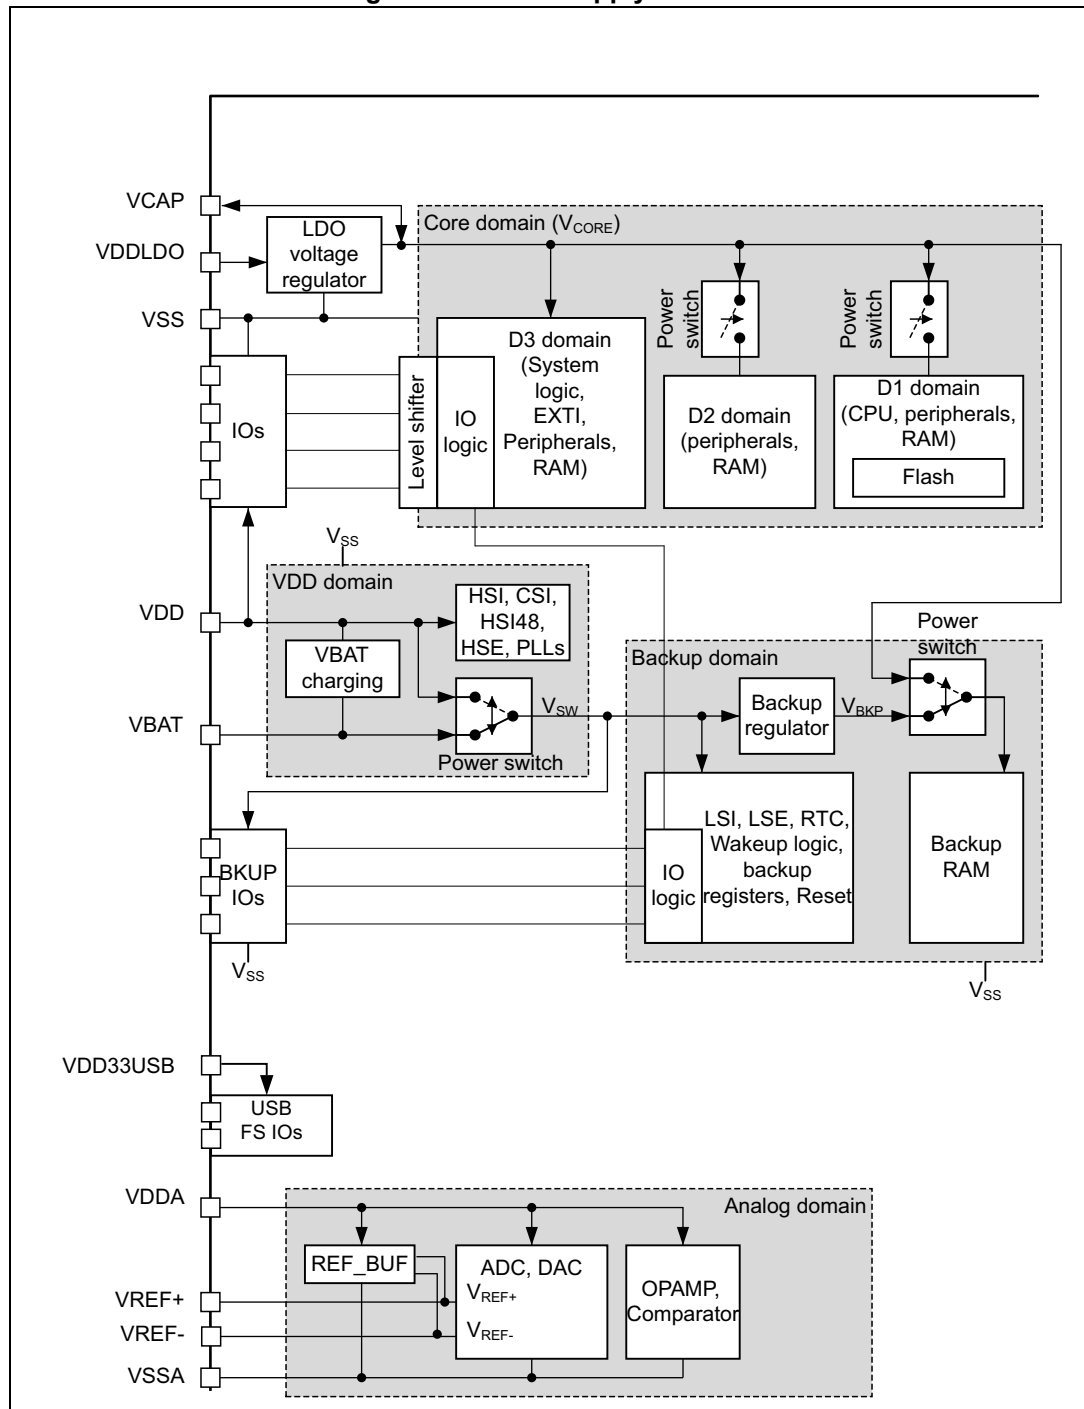 VCAP
VDDLDO
VSS
LDO
voltage
regulator
Core domain (VCORE)
Power
switch
Power
switch
IOs
Level shifter
IO
logic
D3 domain
(System
logic,
EXTI,
Peripherals,
RAM)
D2 domain
(peripherals,
RAM)
D1 domain
(CPU, peripherals,
RAM)
Flash
VSS
VDD domain
VDD
HSI, CSI,
HSI48,
HSE, PLLs
VBAT
charging
VBAT
VSW
Power switch
Backup domain
Power
switch
Backup
regulator
VBKP
BKUP
IOs
VSS
IO
logic
LSI, LSE, RTC,
Wakeup logic,
backup
registers, Reset
Backup
RAM
VSS
VDD33USB
USB
FS IOs
VDDA
Analog domain
REF_BUF
ADC, DAC
VREF+
VREF-
OPAMP,
Comparator
VREF+
VREF-
VSSA